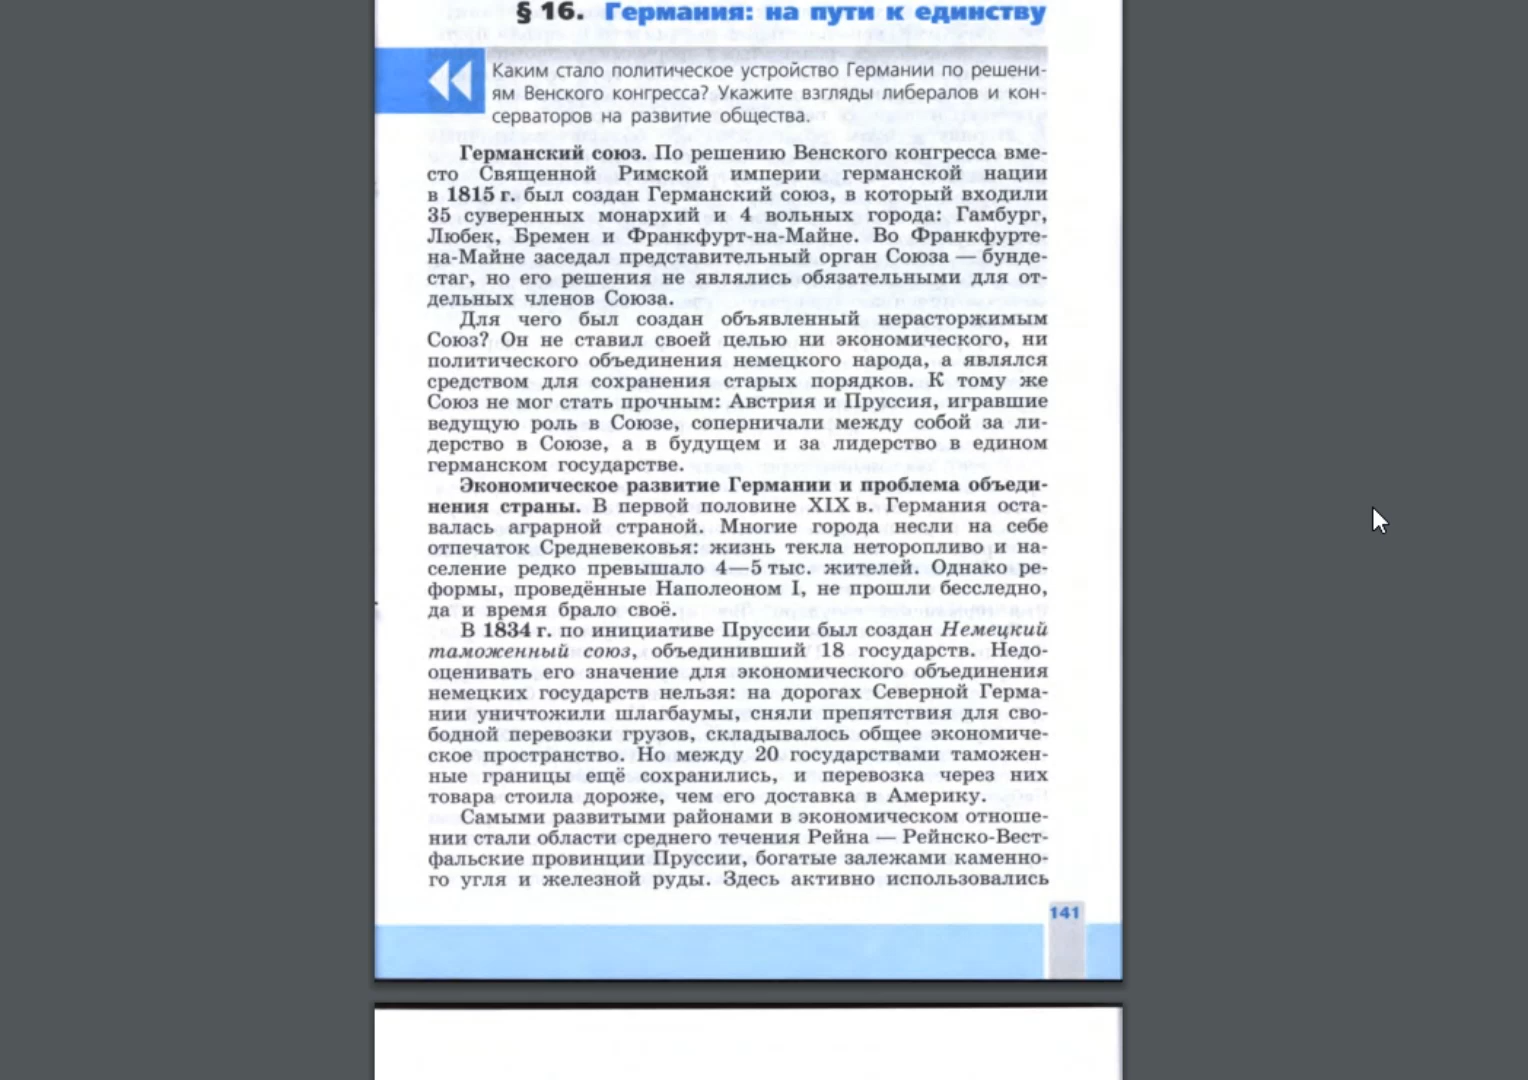 § 16. Германия: на пути к единству
Каким стало политическое устройство Германии по решени-
ям Венского конгресса? Укажите взгляды либералов и кон-
серваторов на развитие общества.
Германский союз. По решению Венского конгресса вме-
сто Священной Римской империи германской нации
в 1815 г. был создан Германский союз, в который входили
35 суверенных монархий и 4 вольных города: Гамбург,
Любек, Бремен и Франкфурт-на-Майне. Во Франкфурте-
на-Майне заседал представительный орган Союза — бунде-
стаг, но его решения не являлись обязательными для от-
дельных членов Союза.
Для чего был создан объявленный нерасторжимым
Союз? Он не ставил своей целью ни экономического, ни
политического объединения немецкого народа, а являлся
средством для сохранения старых порядков. К тому же
Союз не мог стать прочным: Австрия и Пруссия, игравшие
ведущую роль в Союзе, соперничали между собой за ли-
дерство в Союзе, а в будущем и за лидерство в едином
германском государстве.
Экономическое развитие Германии и проблема объеди-
нения страны. В первой половине XIX в. Германия оста-
валась аграрной страной. Многие города несли на себе
отпечаток Средневековья: жизнь текла неторопливо и на-
селение редко превышало 4—5 тыс. жителей. Однако ре-
формы, проведённые Наполеоном I, не прошли бесследно,
да и время брало своё.
В 1834 г. по инициативе Пруссии был создан Немецкий
таможенный союз, объединивший 18 государств. Недо-
оценивать его значение для экономического объединения
немецких государств нельзя: на дорогах Северной Герма-
нии уничтожили шлагбаумы, сняли препятствия для сво-
бодной перевозки грузов, складывалось общее экономиче-
ское пространство. Но между 20 государствами таможен-
ные границы ещё сохранились, и перевозка через них
товара стоила дороже, чем его доставка в Америку.
Самыми развитыми районами в экономическом отноше-
нии стали области среднего течения Рейна — Рейнско-Вест-
фальские провинции Пруссии, богатые залежами каменно-
го угля и железной руды. Здесь активно использовались
141